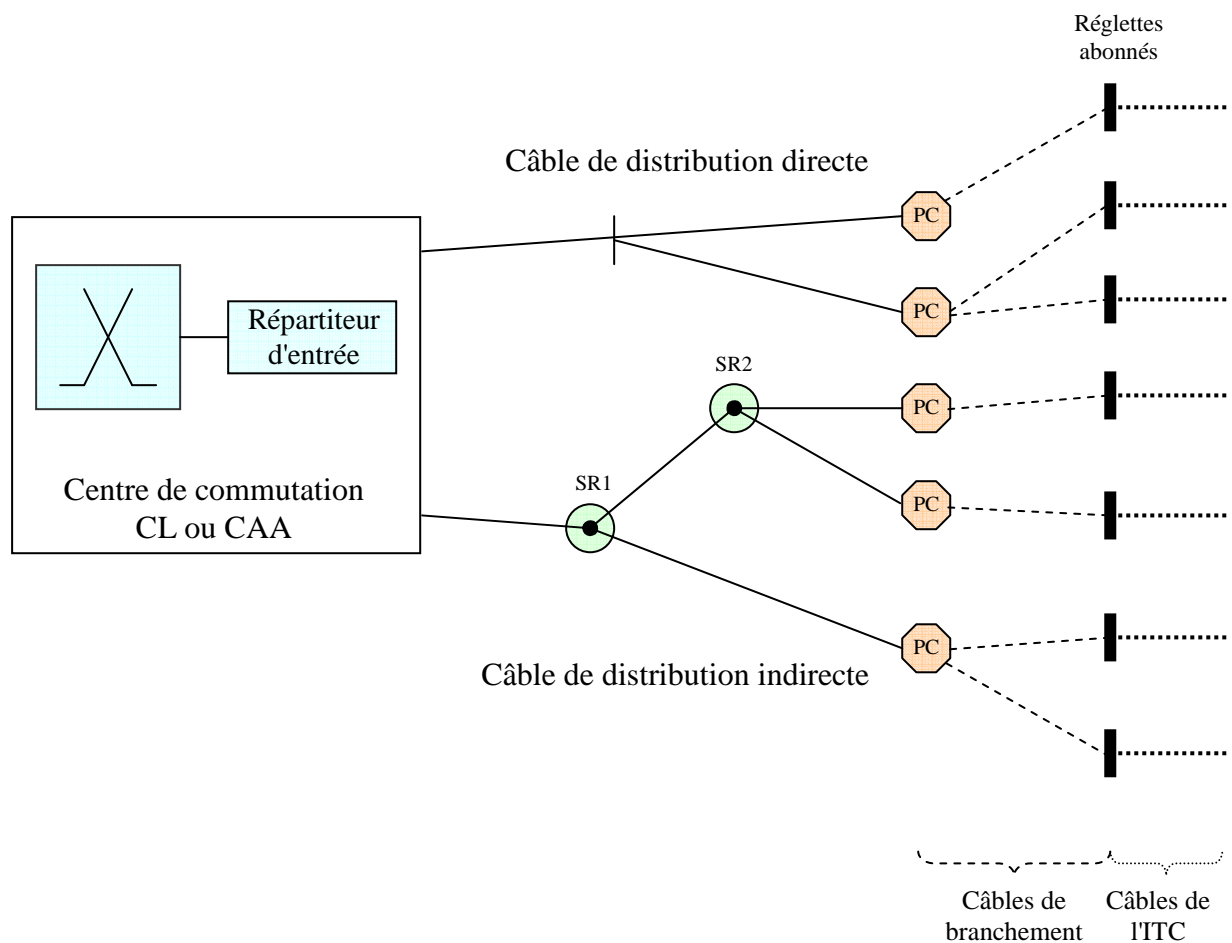 Réglettes
abonnés
Câble de distribution directe
PC
PC
Répartiteur
d'entrée
SR2
PC
Centre de commutation
CL ou CAA
SR1
PC
PC
Câble de distribution indirecte
Câbles de
branchement
Câbles de
l'ITC